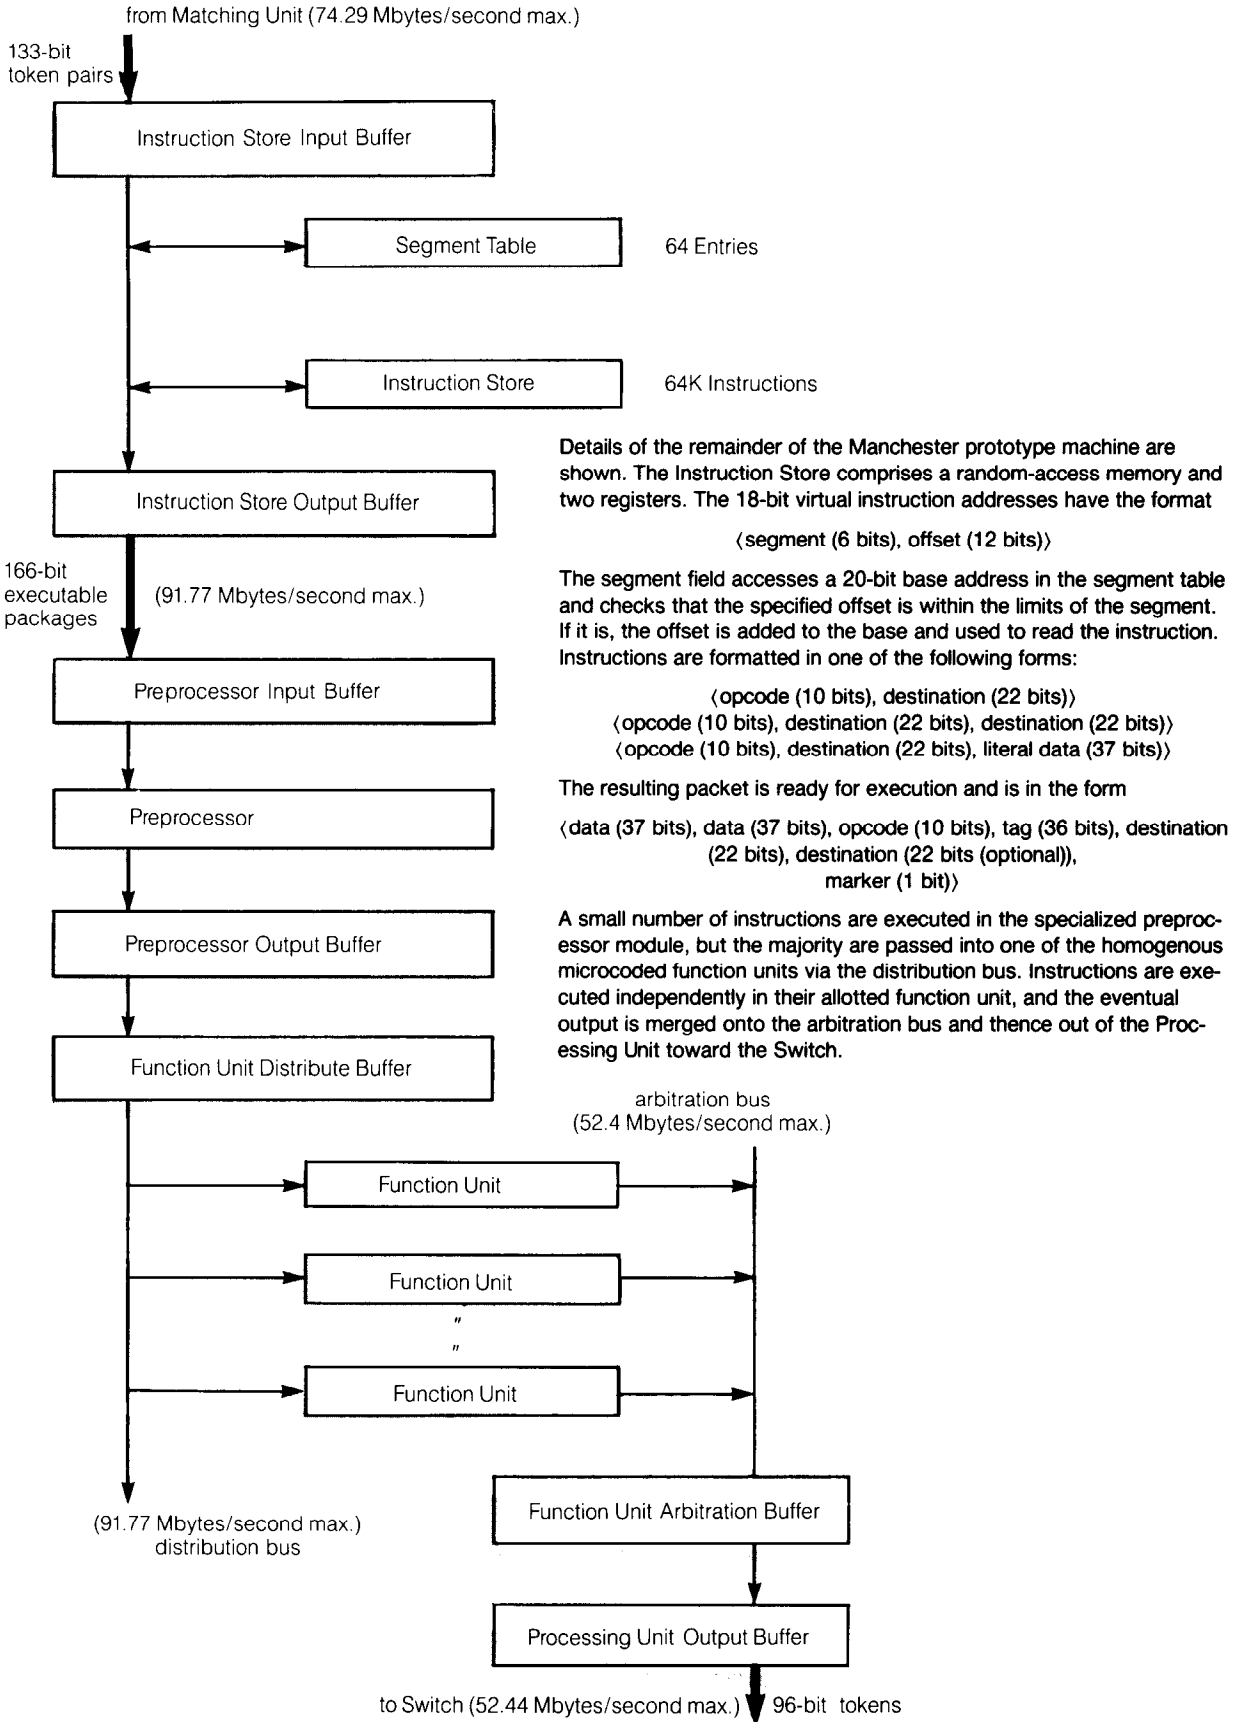 from Matching Unit (74.29 Mbytes/second max.)
133-bit
token pairs
Instruction Store Input Buffer
Segment Table
64 Entries
Instruction Store
64K Instructions
Details of the remainder of the Manchester prototype machine are
shown. The Instruction Store comprises a random-access memory and
two registers. The 18-bit virtual instruction addresses have the format
⟨segment (6 bits), offset (12 bits)⟩
The segment field accesses a 20-bit base address in the segment table
and checks that the specified offset is within the limits of the segment.
If it is, the offset is added to the base and used to read the instruction.
Instructions are formatted in one of the following forms:
⟨opcode (10 bits), destination (22 bits)⟩
⟨opcode (10 bits), destination (22 bits), destination (22 bits)⟩
⟨opcode (10 bits), destination (22 bits), literal data (37 bits)⟩
The resulting packet is ready for execution and is in the form
⟨data (37 bits), data (37 bits), opcode (10 bits), tag (36 bits), destination
(22 bits), destination (22 bits (optional)),
marker (1 bit)⟩
A small number of instructions are executed in the specialized preproc-
essor module, but the majority are passed into one of the homogenous
microcoded function units via the distribution bus. Instructions are exe-
cuted independently in their allotted function unit, and the eventual
output is merged onto the arbitration bus and thence out of the Proc-
essing Unit toward the Switch.
Instruction Store Output Buffer
166-bit
executable
packages
(91.77 Mbytes/second max.)
Preprocessor Input Buffer
Preprocessor
Preprocessor Output Buffer
Function Unit Distribute Buffer
arbitration bus
(52.4 Mbytes/second max.)
Function Unit
Function Unit
"
"
Function Unit
(91.77 Mbytes/second max.)
distribution bus
Function Unit Arbitration Buffer
Processing Unit Output Buffer
to Switch (52.44 Mbytes/second max.)
96-bit tokens